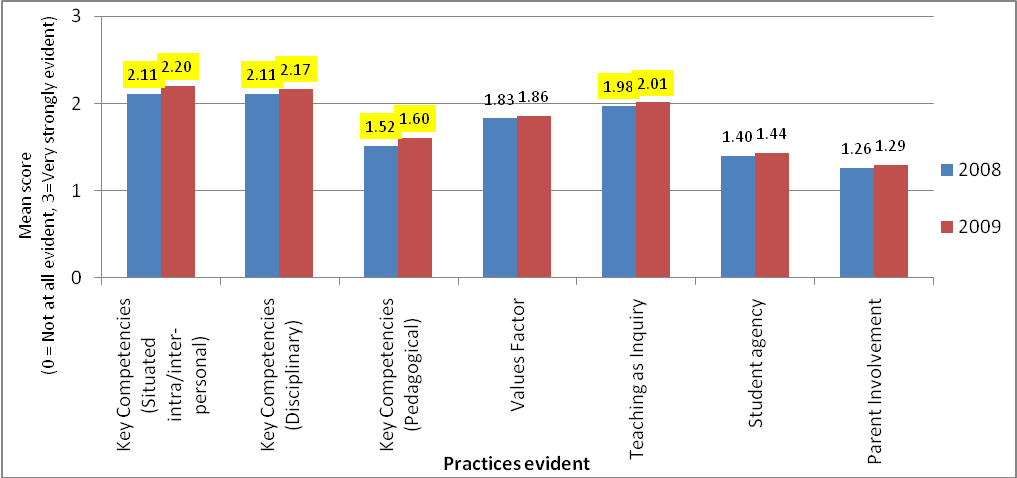 3
2
1
0
Mean score
(0 = Not at all evident, 3=Very strongly evident)
2.11
2.20
2.11
2.17
1.52
1.60
1.83
1.86
1.98
2.01
1.40
1.44
1.26
1.29
2008
2009
Key Competencies
(Situated
intra/inter-
personal)
Key Competencies
(Disciplinary)
Key Competencies
(Pedagogical)
Values Factor
Teaching as Inquiry
Student agency
Parent Involvement
Practices evident